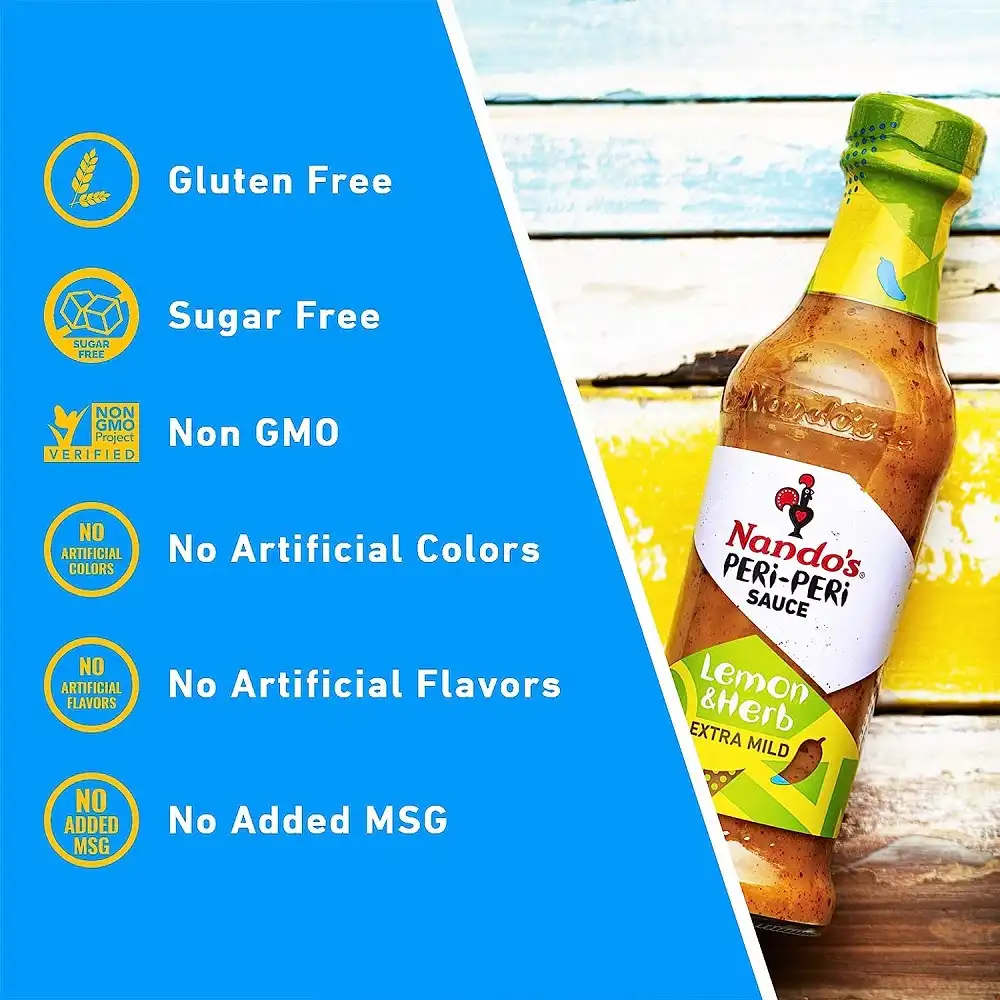 Gluten Free
SUGAR
FREE
Sugar Free
NON
GMO
Project
VERIFIED
Non GMO
NO
ARTIFICIAL
COLORS
No Artificial Colors
NO
ARTIFICIAL
FLAVORS
No Artificial Flavors
NO
ADDED
MSG
No Added MSG
Nando's
Nando's®
PERi-PERi
SAUCE
Lemon
&Herb
EXTRA MILD